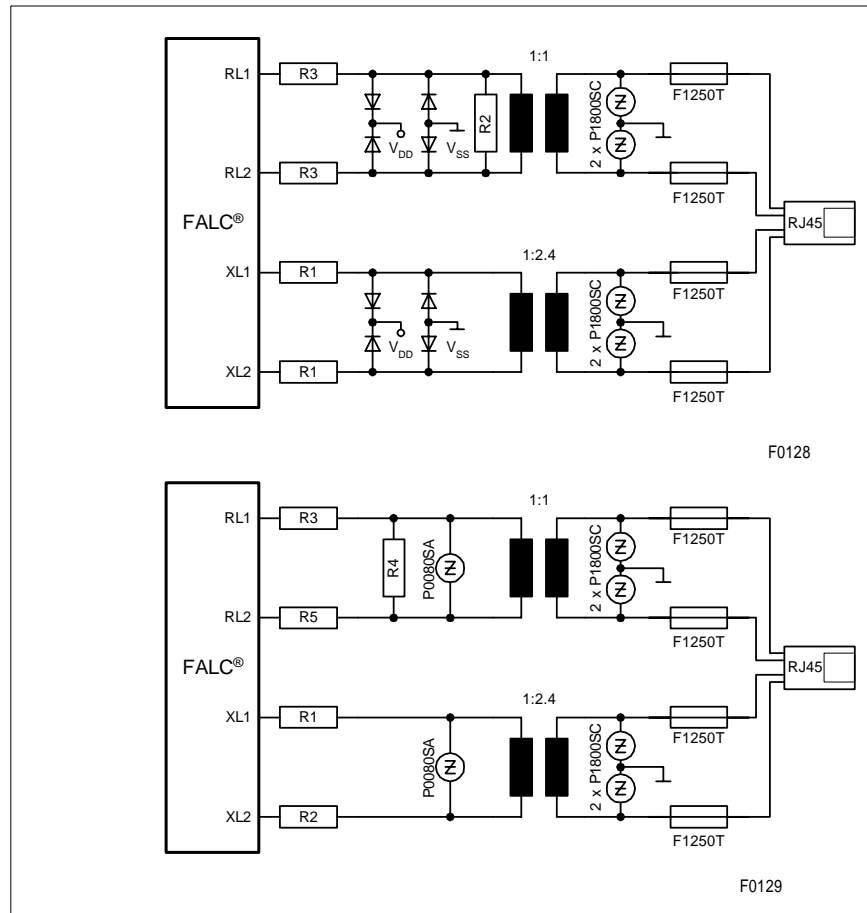 1:1
RL1
R3
F1250T
R2
2 x P1800SC
V_DD
V_SS
RL2
R3
F1250T
RJ45
FALC®
1:2.4
XL1
R1
F1250T
2 x P1800SC
V_DD
V_SS
XL2
R1
F1250T
F0128
1:1
RL1
R3
F1250T
R4
P0080SA
2 x P1800SC
RL2
R5
F1250T
RJ45
FALC®
1:2.4
XL1
R1
F1250T
P0080SA
2 x P1800SC
XL2
R2
F1250T
F0129